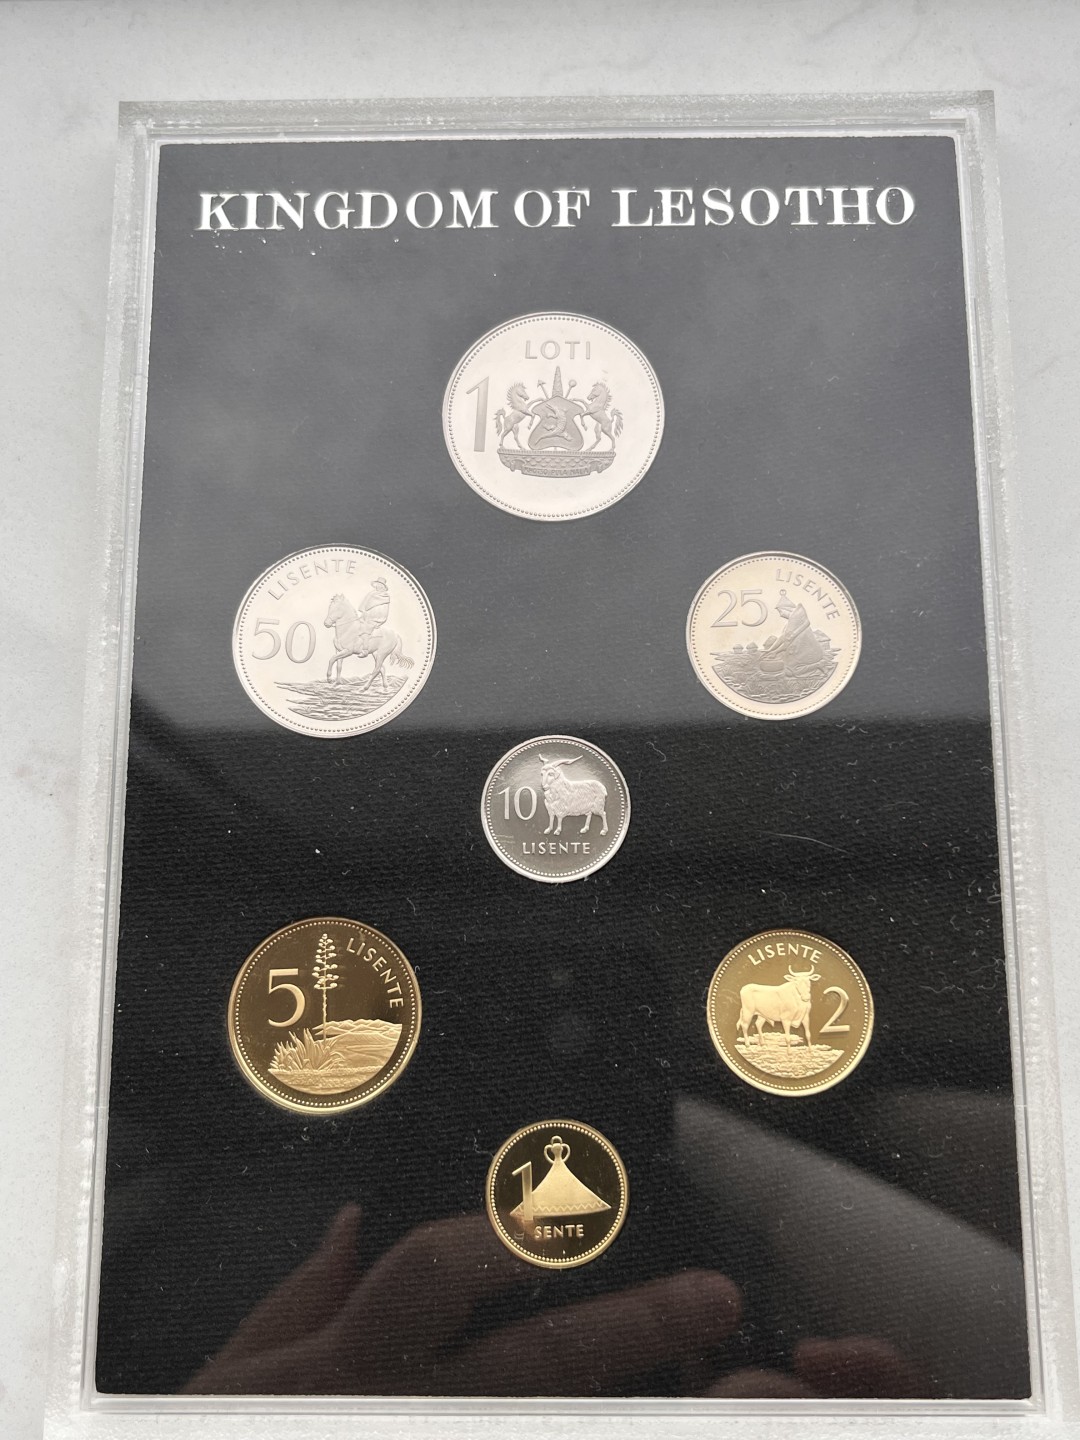 KINGDOM OF LESOTHO
LOTI
1
LISENTE
50
LISENTE
25
10
LISENTE
LISENTE
5
LISENTE
2
1
SENTE